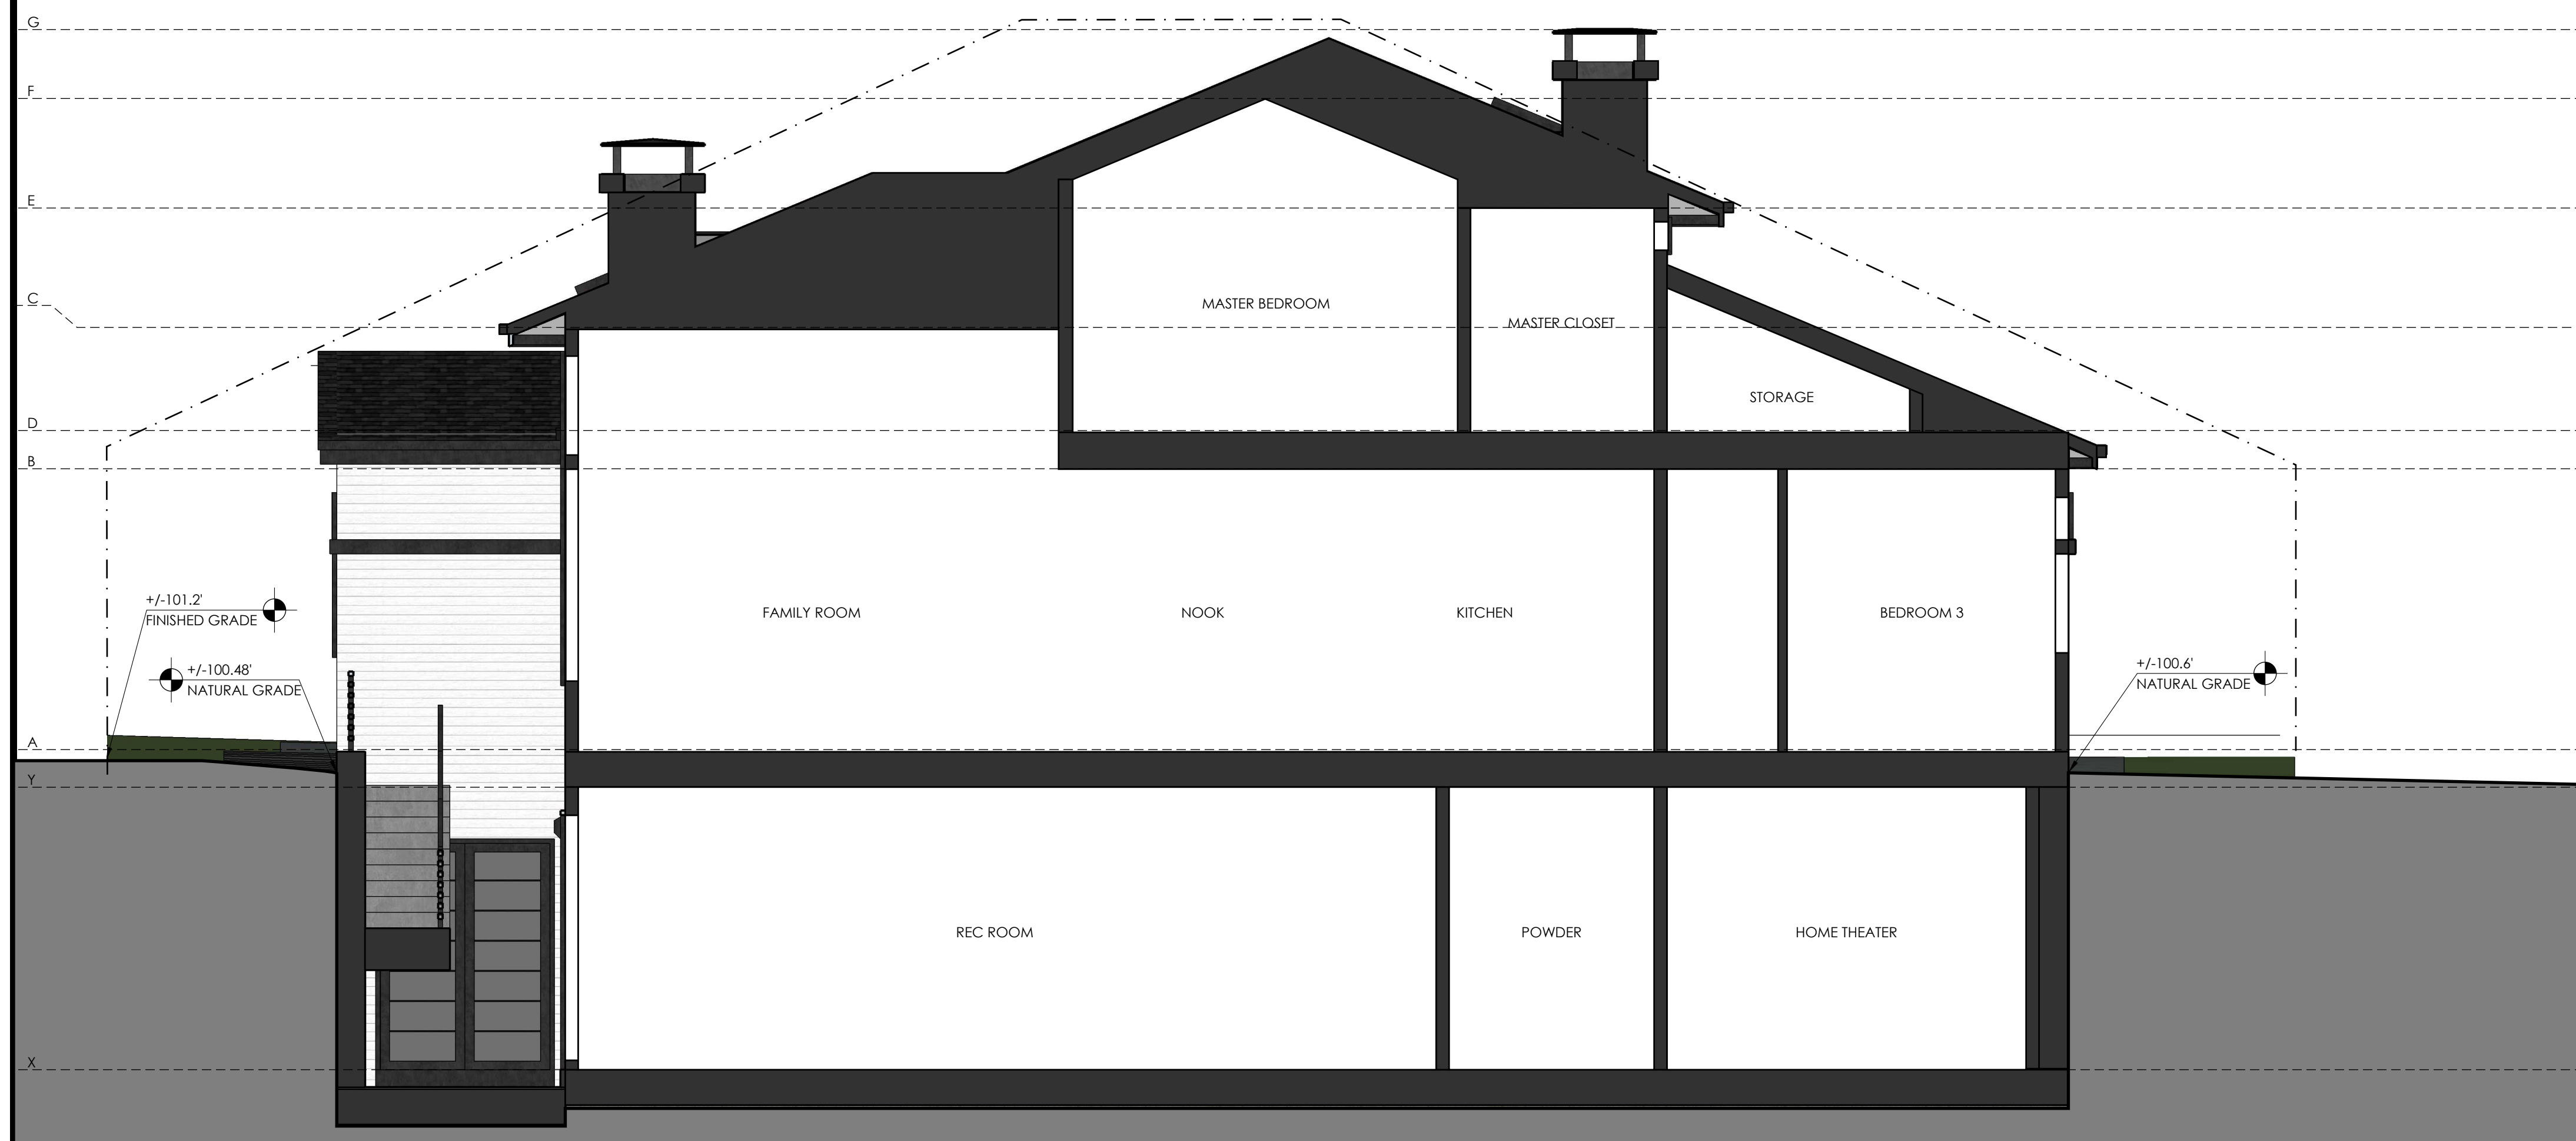 G
F
E
C
MASTER BEDROOM
MASTER CLOSET
STORAGE
D
B
+/-101.2'
FINISHED GRADE
FAMILY ROOM
NOOK
KITCHEN
BEDROOM 3
+/-100.48'
NATURAL GRADE
+/-100.6'
NATURAL GRADE
A
Y
REC ROOM
POWDER
HOME THEATER
X